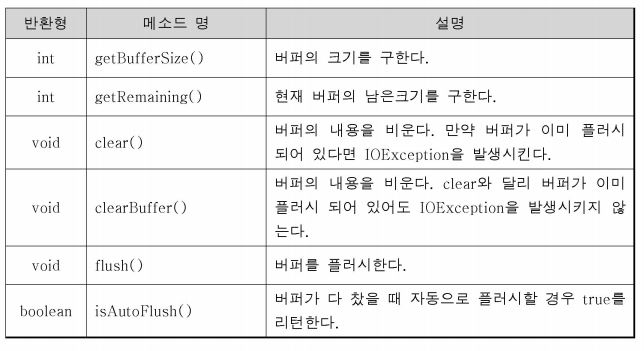 반환형 메소드 명 설명
int getBufferSize() 버퍼의 크기를 구한다.
int getRemaining() 현재 버퍼의 남은크기를 구한다.
버퍼의 내용을 비운다. 만약 버퍼가 이미 플러시
void clear()
되어 있다면 IOException을 발생시킨다.
버퍼의 내용을 비운다. clear와 달리 버퍼가 이미
void clearBuffer() 플러시 되어 있어도 IOException을 발생시키지 않
는다.
void flush() 버퍼를 플러시한다.
버퍼가 다 찼을 때 자동으로 플러시할 경우 true를
boolean isAutoFlush()
리턴한다.